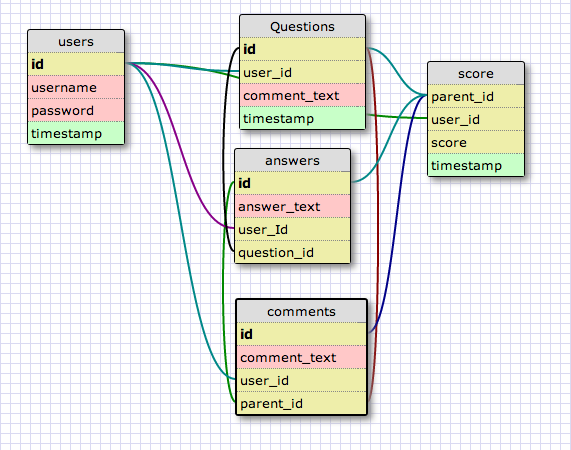 users
id
username
password
timestamp
Questions
id
user_id
comment_text
timestamp
answers
id
answer_text
user_Id
question_id
comments
id
comment_text
user_id
parent_id
score
parent_id
user_id
score
timestamp